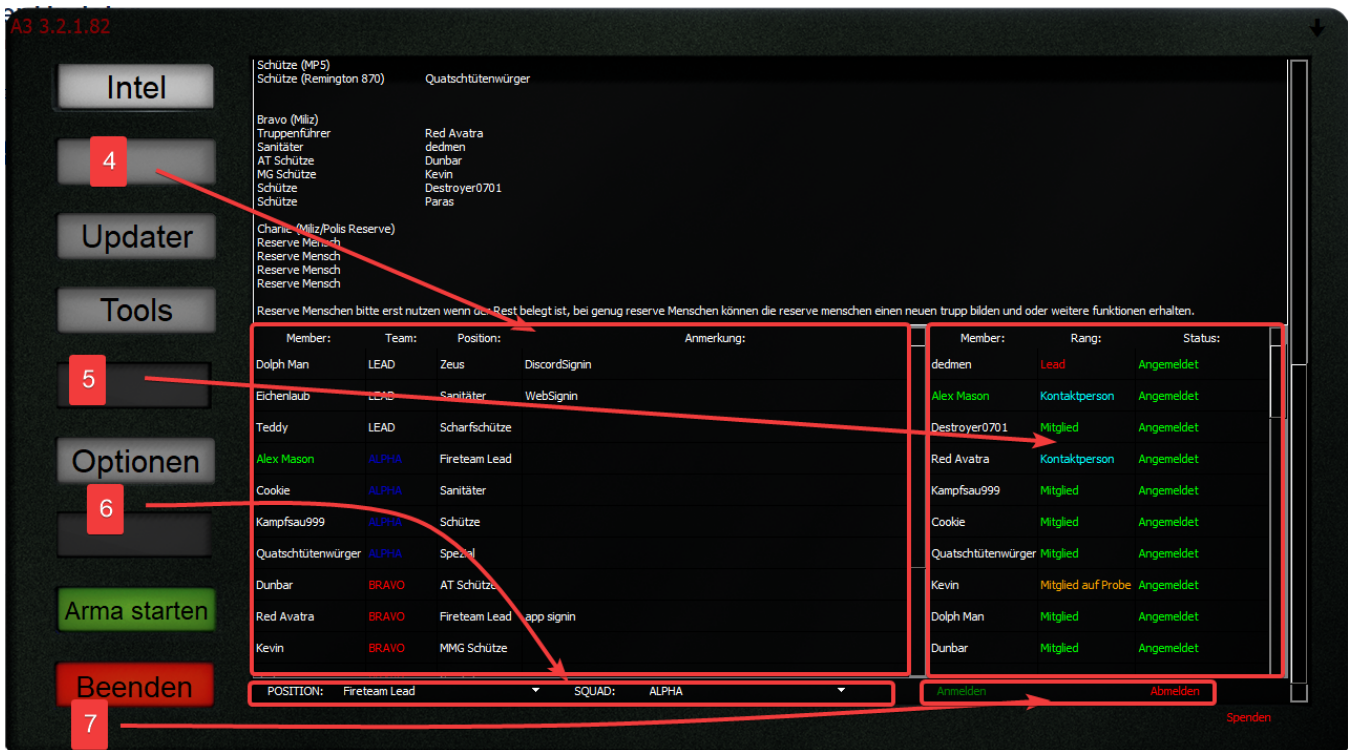 A3 3.2.1.82
Intel
4
Updater
Tools
5
Optionen
6
Arma starten
Beenden
7
Schütze (MP5)
Schütze (Remington 870) Quatschtütenwürger
Bravo (Miliz)
Truppenführer Red Avatra
Sanitäter dedmen
AT Schütze Dunbar
MG Schütze Kevin
Schütze Destroyer0701
Schütze Paras
Charlie (Miliz/Polis Reserve)
Reserve Mensch
Reserve Mensch
Reserve Mensch
Reserve Mensch
Reserve Menschen bitte erst nutzen wenn der Rest belegt ist, bei genug reserve Menschen können die reserve menschen einen neuen trupp bilden und oder weitere funktionen erhalten.
Member: Team: Position: Anmerkung:
Dolph Man LEAD Zeus DiscordSignin
Eichenlaub LEAD Sanitäter WebSignin
Teddy LEAD Scharfschütze
Alex Mason ALPHA Fireteam Lead
Cookie ALPHA Sanitäter
Kampfsau999 ALPHA Schütze
Quatschtütenwürger ALPHA Spezial
Dunbar BRAVO AT Schütze
Red Avatra BRAVO Fireteam Lead app signin
Kevin BRAVO MMG Schütze
Member: Rang: Status:
dedmen Lead Angemeldet
Alex Mason Kontaktperson Angemeldet
Destroyer0701 Mitglied Angemeldet
Red Avatra Kontaktperson Angemeldet
Kampfsau999 Mitglied Angemeldet
Cookie Mitglied Angemeldet
Quatschtütenwürger Mitglied Angemeldet
Kevin Mitglied auf Probe Angemeldet
Dolph Man Mitglied Angemeldet
Dunbar Mitglied Angemeldet
POSITION: Fireteam Lead SQUAD: ALPHA
Anmelden Abmelden
Spenden